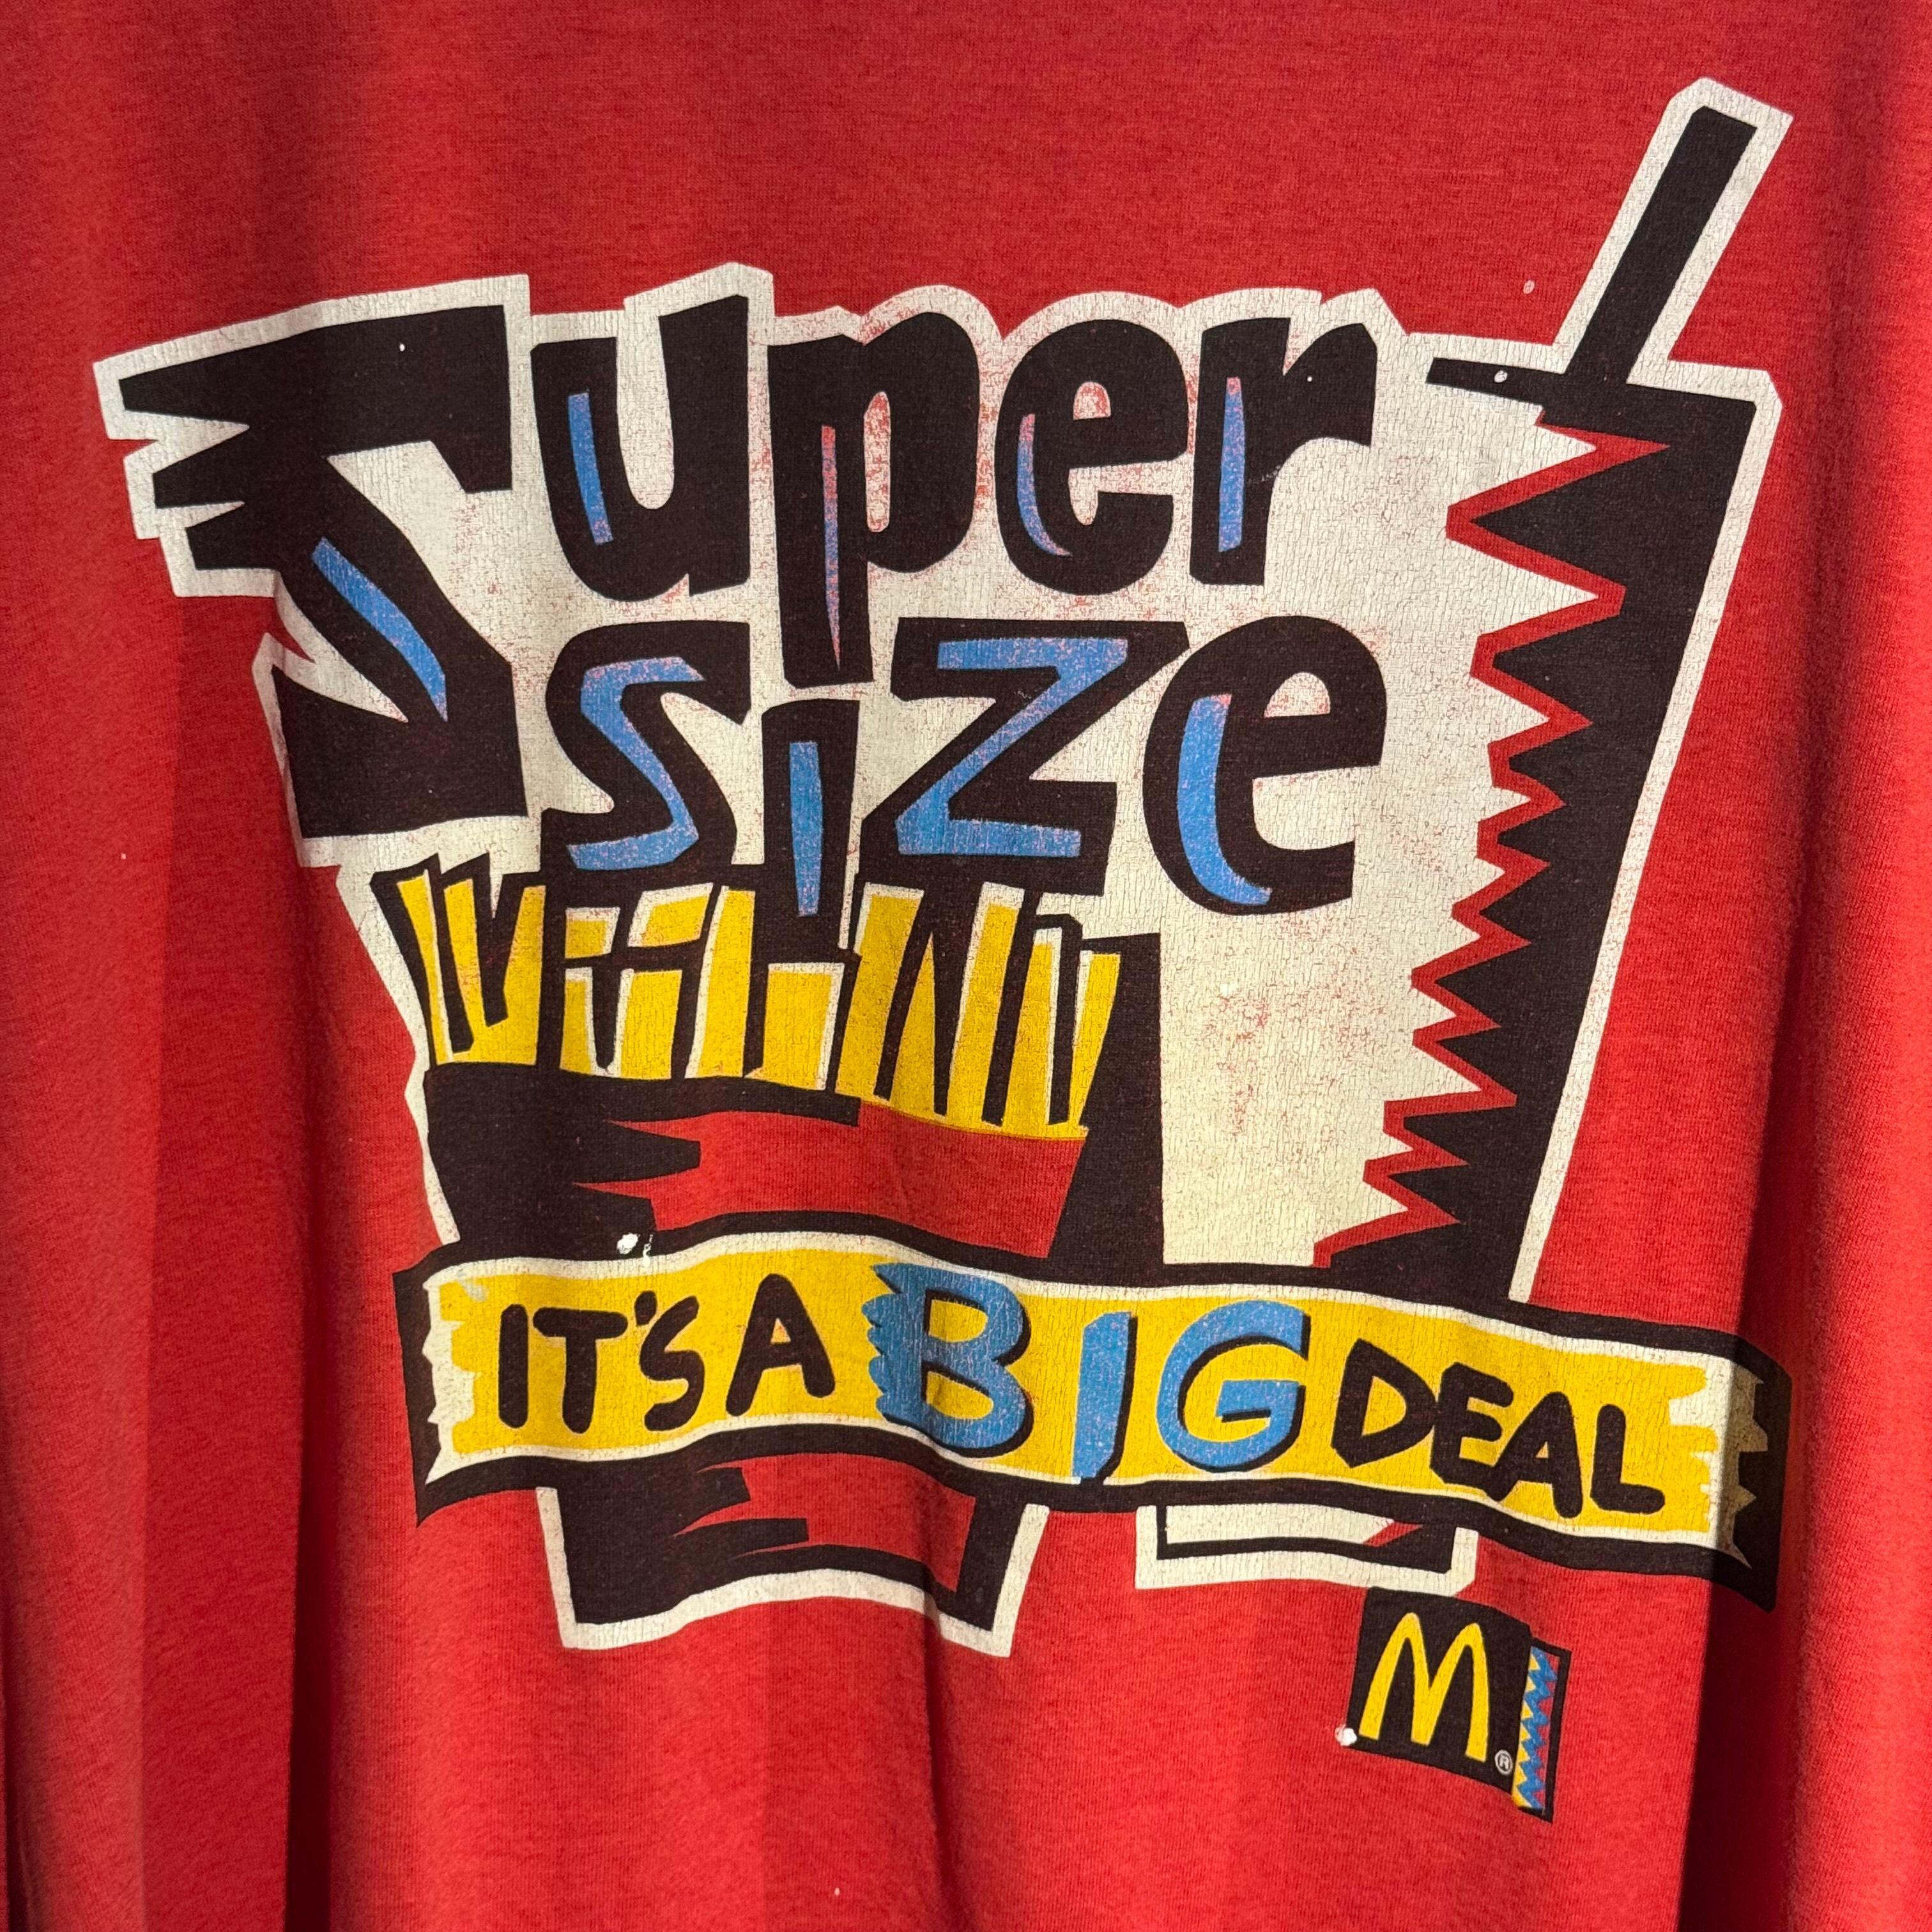 Super
Size
IT'S A BIG DEAL
M®